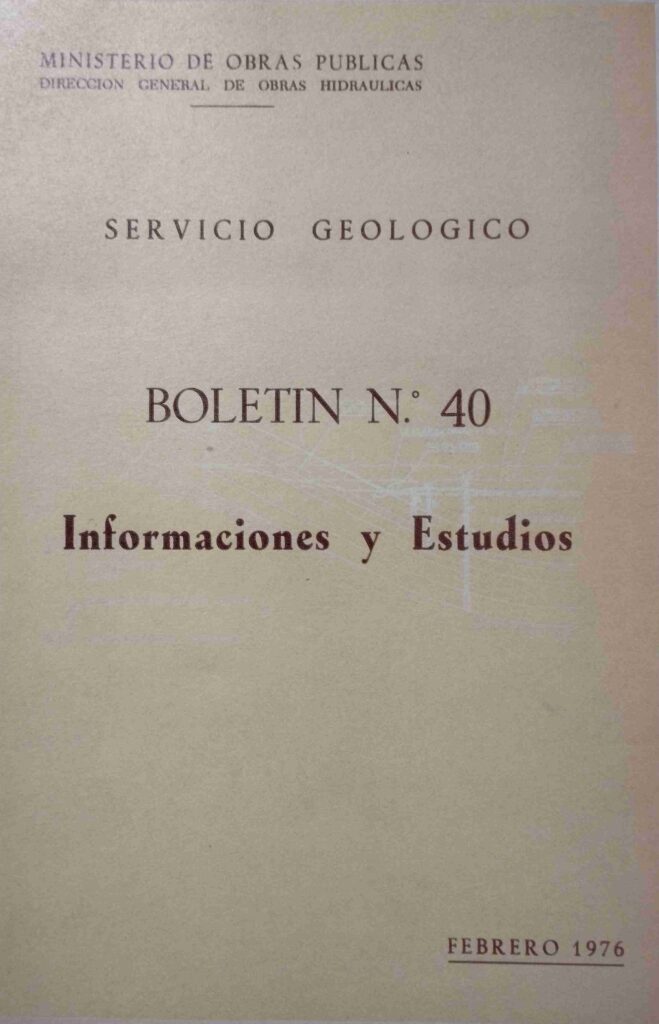 MINISTERIO DE OBRAS PUBLICAS
DIRECCION GENERAL DE OBRAS HIDRAULICAS
SERVICIO GEOLOGICO
BOLETIN N.° 40
Informaciones y Estudios
FEBRERO 1976